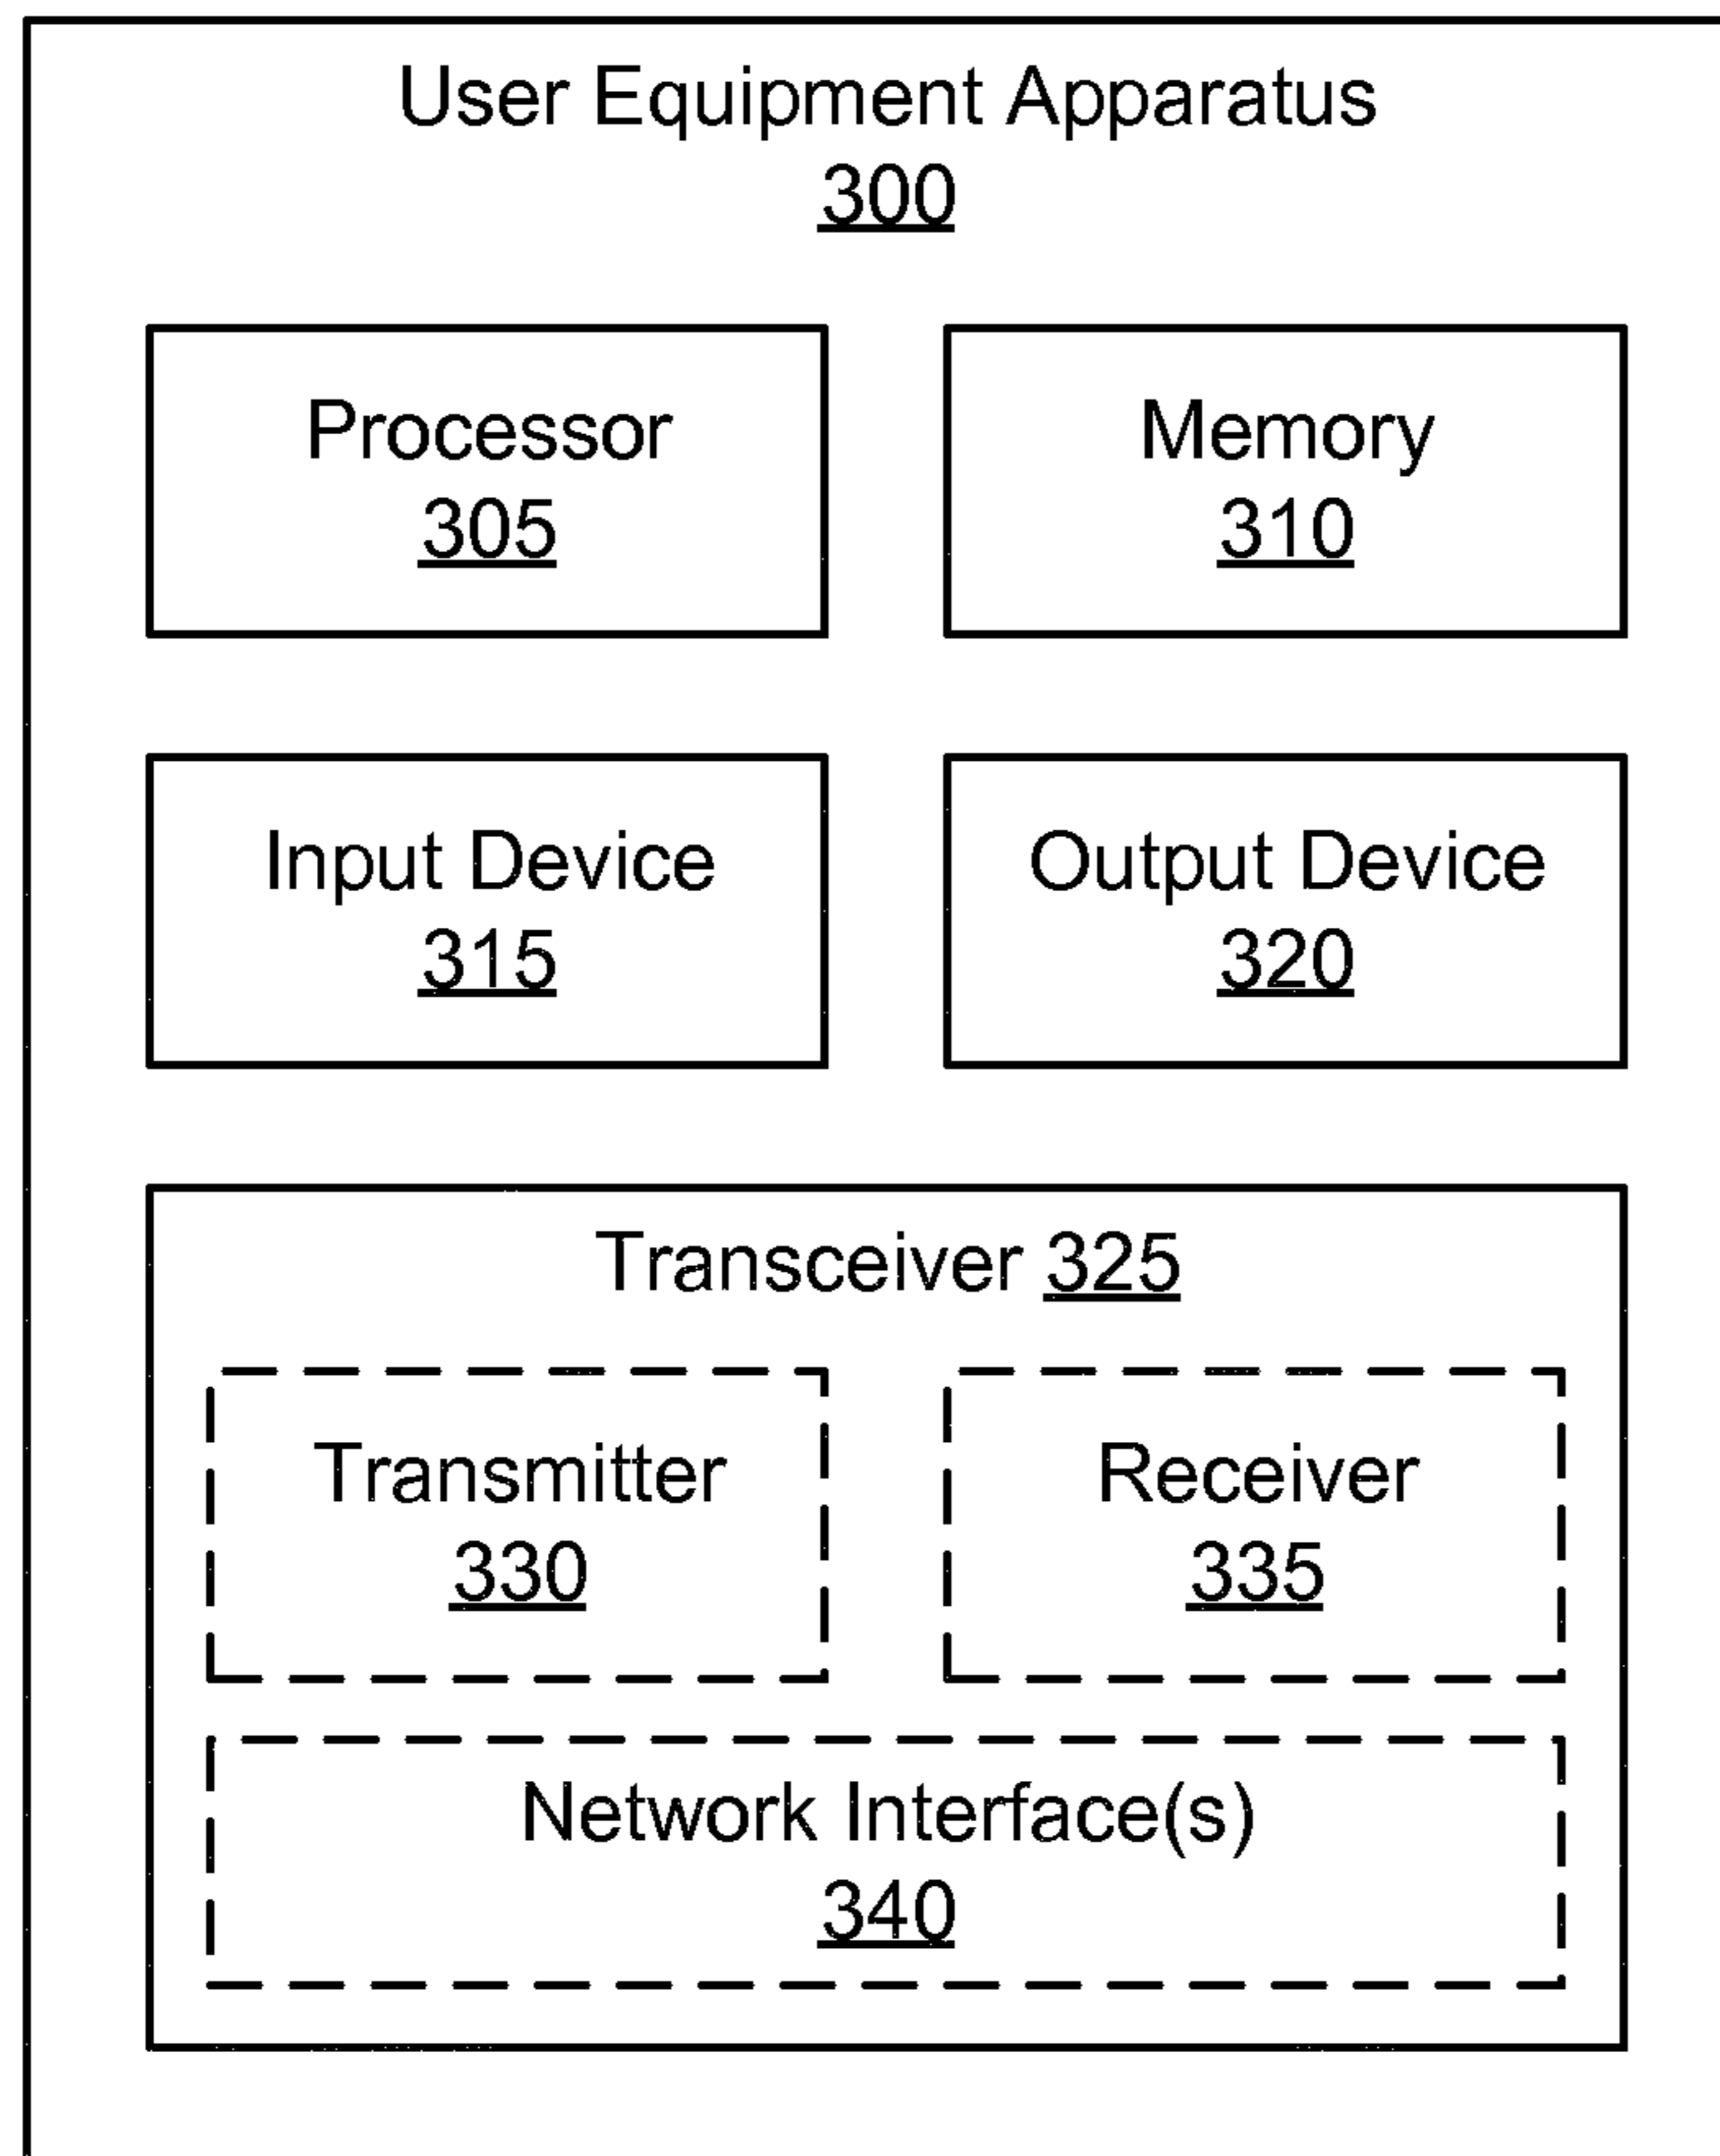 User Equipment Apparatus
300
Processor
305
Memory
310
Input Device
315
Output Device
320
Transceiver 325
Transmitter
330
Receiver
335
Network Interface(s)
340